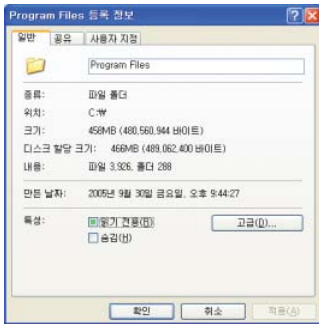 Program Files 등록 정보
일반 공유 사용자 지정
Program Files
종류: 파일 폴더
위치: C:₩
크기: 458MB (480,560,944 바이트)
디스크 할당 크기: 466MB (489,062,400 바이트)
내용: 파일 3,926, 폴더 288
만든 날짜: 2005년 9월 30일 금요일, 오후 9:44:27
특성: 읽기 전용(R) 고급(D)...
숨김(H)
확인 취소 적용(A)